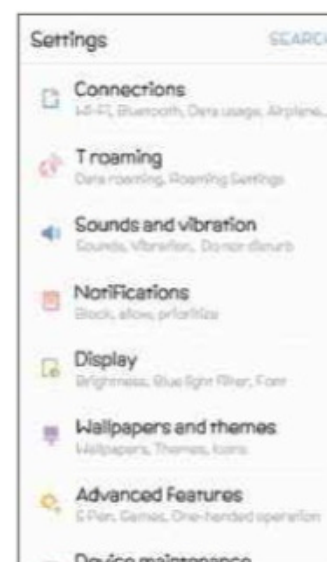 Settings SEARCH
Connections
Wi-Fi, Bluetooth, Data usage, Airplane...
T roaming
Data roaming, Roaming Settings
Sounds and vibration
Sounds, Vibration, Do not disturb
Notifications
Block, allow, prioritize
Display
Brightness, Blue light filter, Font
Wallpapers and themes
Wallpapers, Themes, Icons
Advanced features
S Pen, Games, One-handed operation
Device maintenance